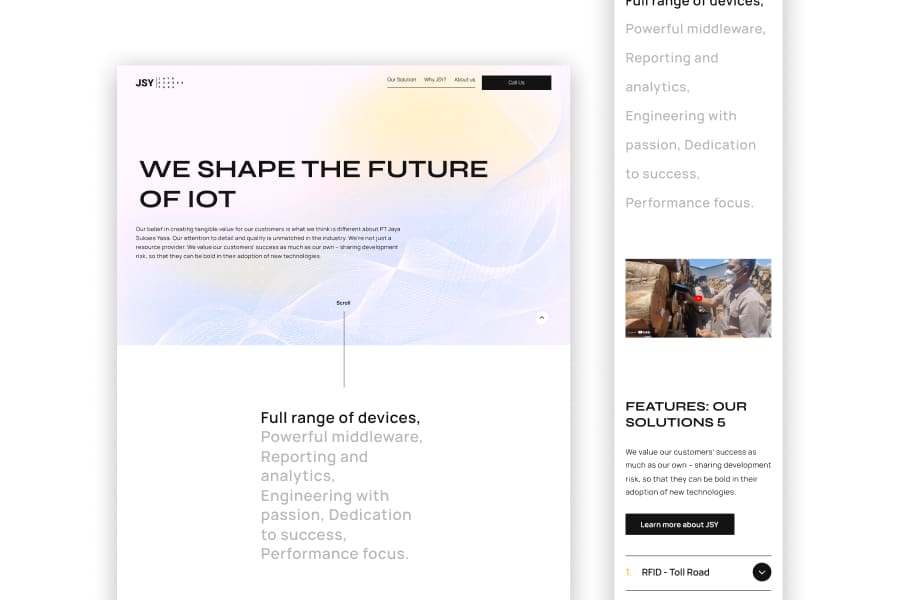 JSY
Our Solution Why JSY? About us Call Us
WE SHAPE THE FUTURE
OF IOT
Our belief in creating tangible value for our customers is what we think is different about PT Jaya
Sukses Yasa. Our attention to detail and quality is unmatched in the industry. We're not just a
resource provider. We value our customers' success as much as our own – sharing development
risk, so that they can be bold in their adoption of new technologies.
Scroll
Full range of devices,
Powerful middleware,
Reporting and
analytics,
Engineering with
passion, Dedication
to success,
Performance focus.
Full range of devices,
Powerful middleware,
Reporting and
analytics,
Engineering with
passion, Dedication
to success,
Performance focus.
FEATURES: OUR
SOLUTIONS 5
We value our customers' success as
much as our own – sharing development
risk, so that they can be bold in their
adoption of new technologies.
Learn more about JSY
1. RFID - Toll Road